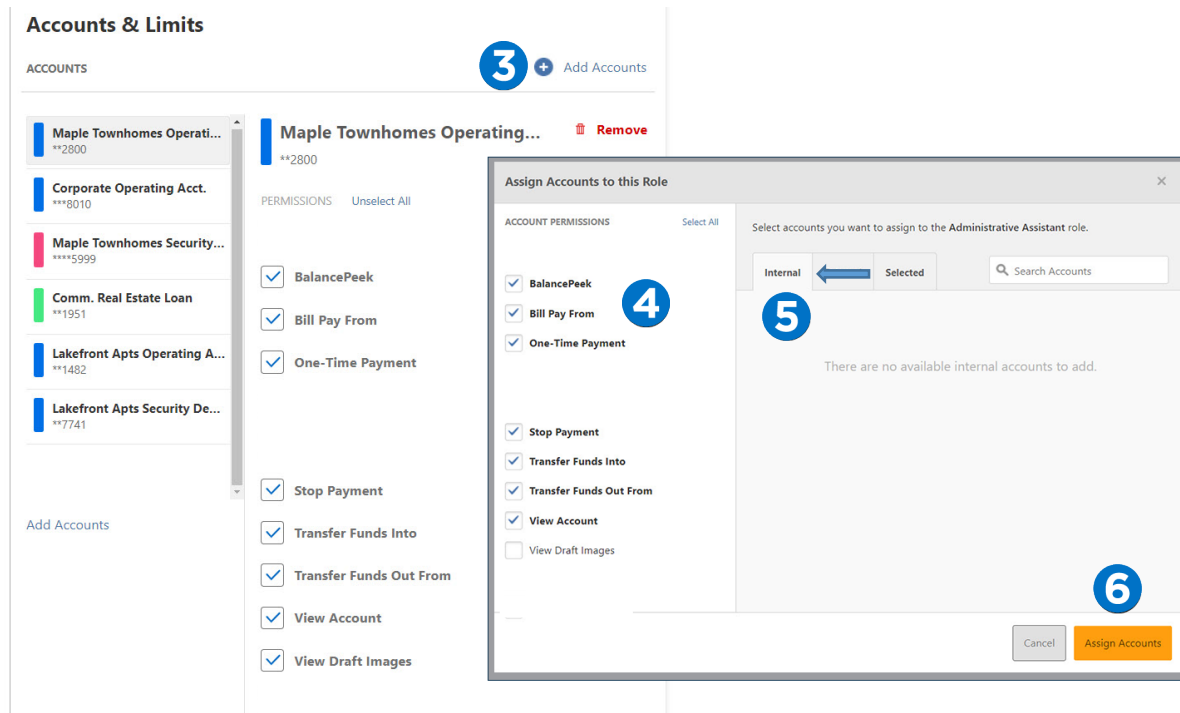 Accounts & Limits
ACCOUNTS
3
Add Accounts
Maple Townhomes Operati...
**2800
Corporate Operating Acct.
***8010
Maple Townhomes Security...
****5999
Comm. Real Estate Loan
**1951
Lakefront Apts Operating A...
**1482
Lakefront Apts Security De...
**7741
Add Accounts
Maple Townhomes Operating...
Remove
**2800
PERMISSIONS Unselect All
BalancePeek
Bill Pay From
One-Time Payment
Stop Payment
Transfer Funds Into
Transfer Funds Out From
View Account
View Draft Images
Assign Accounts to this Role
ACCOUNT PERMISSIONS Select All
BalancePeek
Bill Pay From
4
One-Time Payment
Stop Payment
Transfer Funds Into
Transfer Funds Out From
View Account
View Draft Images
Select accounts you want to assign to the Administrative Assistant role.
Internal Selected Search Accounts
5
There are no available internal accounts to add.
6
Cancel Assign Accounts